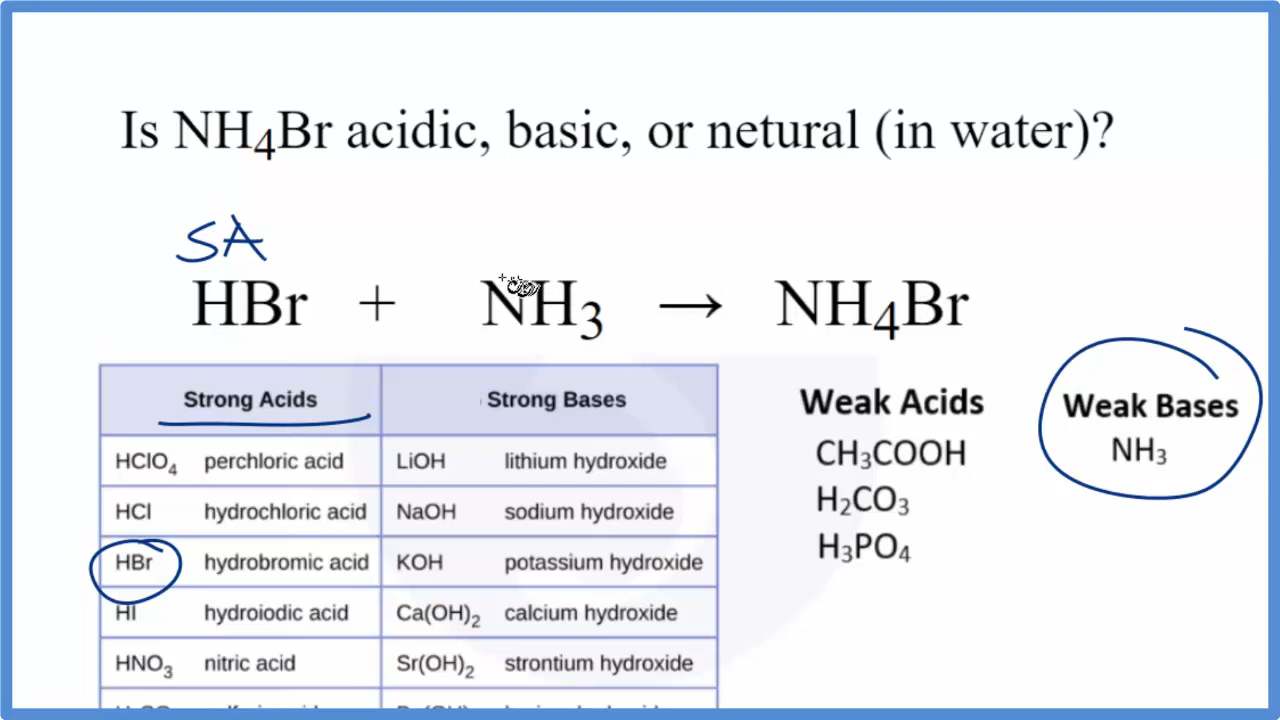 Is NH₄Br acidic, basic, or netural (in water)?
SA
HBr + NH₃ → NH₄Br
Strong Acids Strong Bases
HClO₄ perchloric acid LiOH lithium hydroxide
HCl hydrochloric acid NaOH sodium hydroxide
HBr hydrobromic acid KOH potassium hydroxide
HI hydroiodic acid Ca(OH)₂ calcium hydroxide
HNO₃ nitric acid Sr(OH)₂ strontium hydroxide
Weak Acids
CH₃COOH
H₂CO₃
H₃PO₄
Weak Bases
NH₃